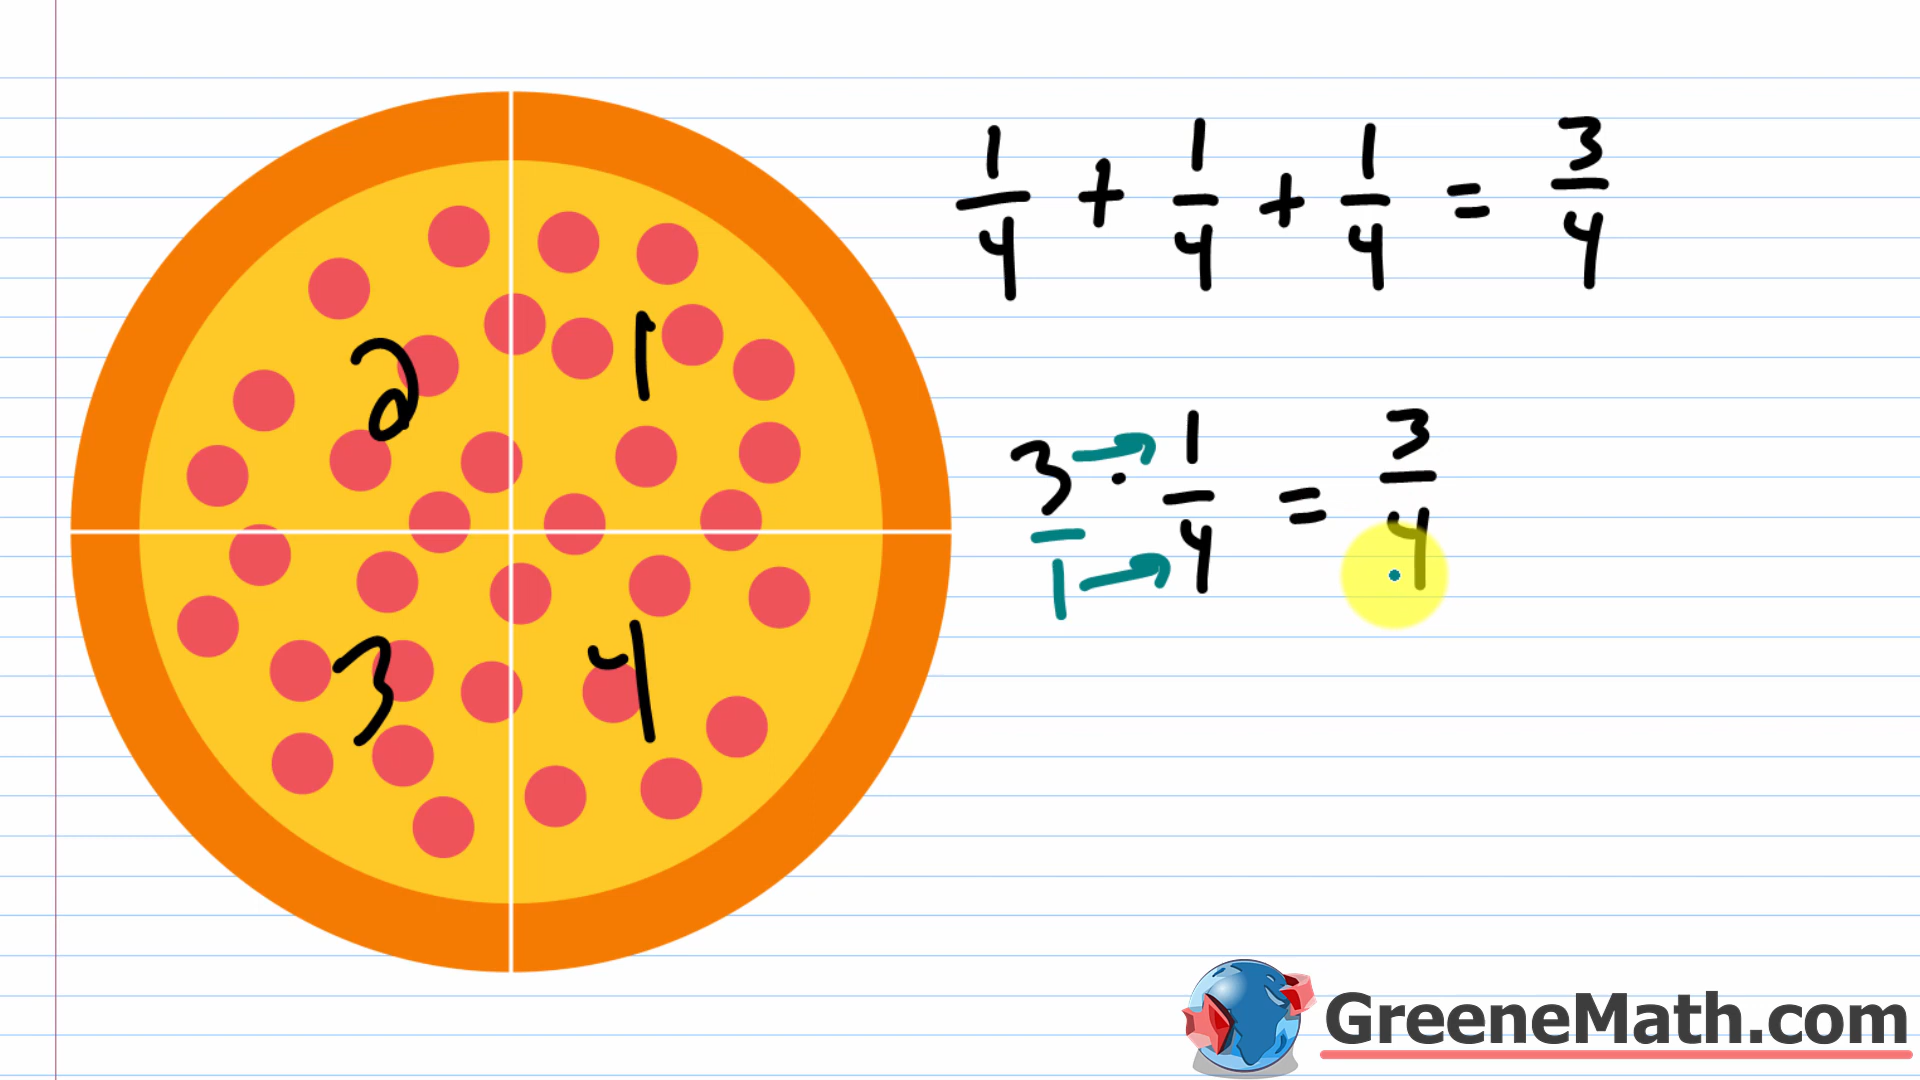 1/4 + 1/4 + 1/4 = 3/4
2 1
3/1 · 1/4 = 3/4
3 4
GreeneMath.com